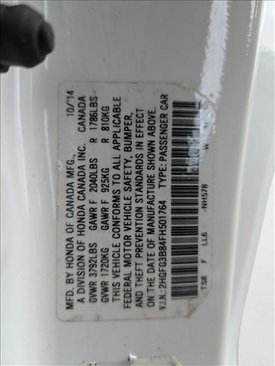 MFD. BY HONDA OF CANADA MFG., 10/14
A DIVISION OF HONDA CANADA INC. CANADA
GVWR 3792LBS GAWR F 2040LBS R 1786LBS
GVWR 1720KG GAWR F 925KG R 810KG
THIS VEHICLE CONFORMS TO ALL APPLICABLE
FEDERAL MOTOR VEHICLE SAFETY, BUMPER,
AND THEFT PREVENTION STANDARDS IN EFFECT
ON THE DATE OF MANUFACTURE SHOWN ABOVE.
V.I.N.: 2HGFG3B84FH501764 TYPE: PASSENGER CAR
TS8 F LL6 NH578 W